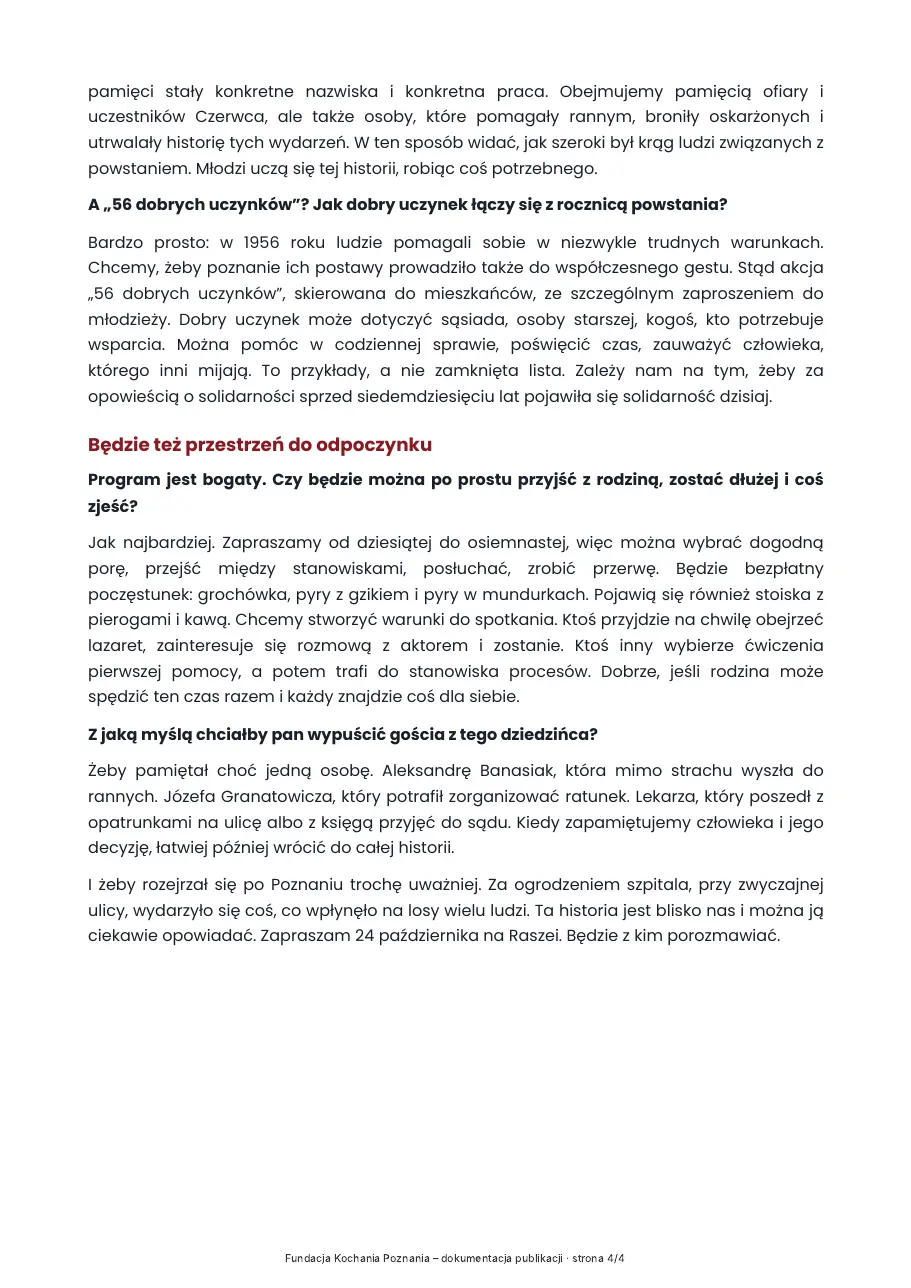 pamięci stały konkretne nazwiska i konkretna praca. Obejmujemy pamięcią ofiary i
uczestników Czerwca, ale także osoby, które pomagały rannym, broniły oskarżonych i
utrwalały historię tych wydarzeń. W ten sposób widać, jak szeroki był krąg ludzi związanych z
powstaniem. Młodzi uczą się tej historii, robiąc coś potrzebnego.
A „56 dobrych uczynków”? Jak dobry uczynek łączy się z rocznicą powstania?
Bardzo prosto: w 1956 roku ludzie pomagali sobie w niezwykle trudnych warunkach.
Chcemy, żeby poznanie ich postawy prowadziło także do współczesnego gestu. Stąd akcja
„56 dobrych uczynków”, skierowana do mieszkańców, ze szczególnym zaproszeniem do
młodzieży. Dobry uczynek może dotyczyć sąsiada, osoby starszej, kogoś, kto potrzebuje
wsparcia. Można pomóc w codziennej sprawie, poświęcić czas, zauważyć człowieka,
którego inni mijają. To przykłady, a nie zamknięta lista. Zależy nam na tym, żeby za
opowieścią o solidarności sprzed siedemdziesięciu lat pojawiła się solidarność dzisiaj.
Będzie też przestrzeń do odpoczynku
Program jest bogaty. Czy będzie można po prostu przyjść z rodziną, zostać dłużej i coś
zjeść?
Jak najbardziej. Zapraszamy od dziesiątej do osiemnastej, więc można wybrać dogodną
porę, przejść między stanowiskami, posłuchać, zrobić przerwę. Będzie bezpłatny
poczęstunek: grochówka, pyry z gzikiem i pyry w mundurkach. Pojawią się również stoiska z
pierogami i kawą. Chcemy stworzyć warunki do spotkania. Ktoś przyjdzie na chwilę obejrzeć
lazaret, zainteresuje się rozmową z aktorem i zostanie. Ktoś inny wybierze ćwiczenia
pierwszej pomocy, a potem trafi do stanowiska procesów. Dobrze, jeśli rodzina może
spędzić ten czas razem i każdy znajdzie coś dla siebie.
Z jaką myślą chciałby pan wypuścić gościa z tego dziedzińca?
Żeby pamiętał choć jedną osobę. Aleksandrę Banasiak, która mimo strachu wyszła do
rannych. Józefa Granatowicza, który potrafił zorganizować ratunek. Lekarza, który poszedł z
opatrunkami na ulicę albo z księgą przyjęć do sądu. Kiedy zapamiętujemy człowieka i jego
decyzję, łatwiej później wrócić do całej historii.
I żeby rozejrzał się po Poznaniu trochę uważniej. Za ogrodzeniem szpitala, przy zwyczajnej
ulicy, wydarzyło się coś, co wpłynęło na losy wielu ludzi. Ta historia jest blisko nas i można ją
ciekawie opowiadać. Zapraszam 24 października na Raszei. Będzie z kim porozmawiać.
Fundacja Kochania Poznania – dokumentacja publikacji · strona 4/4